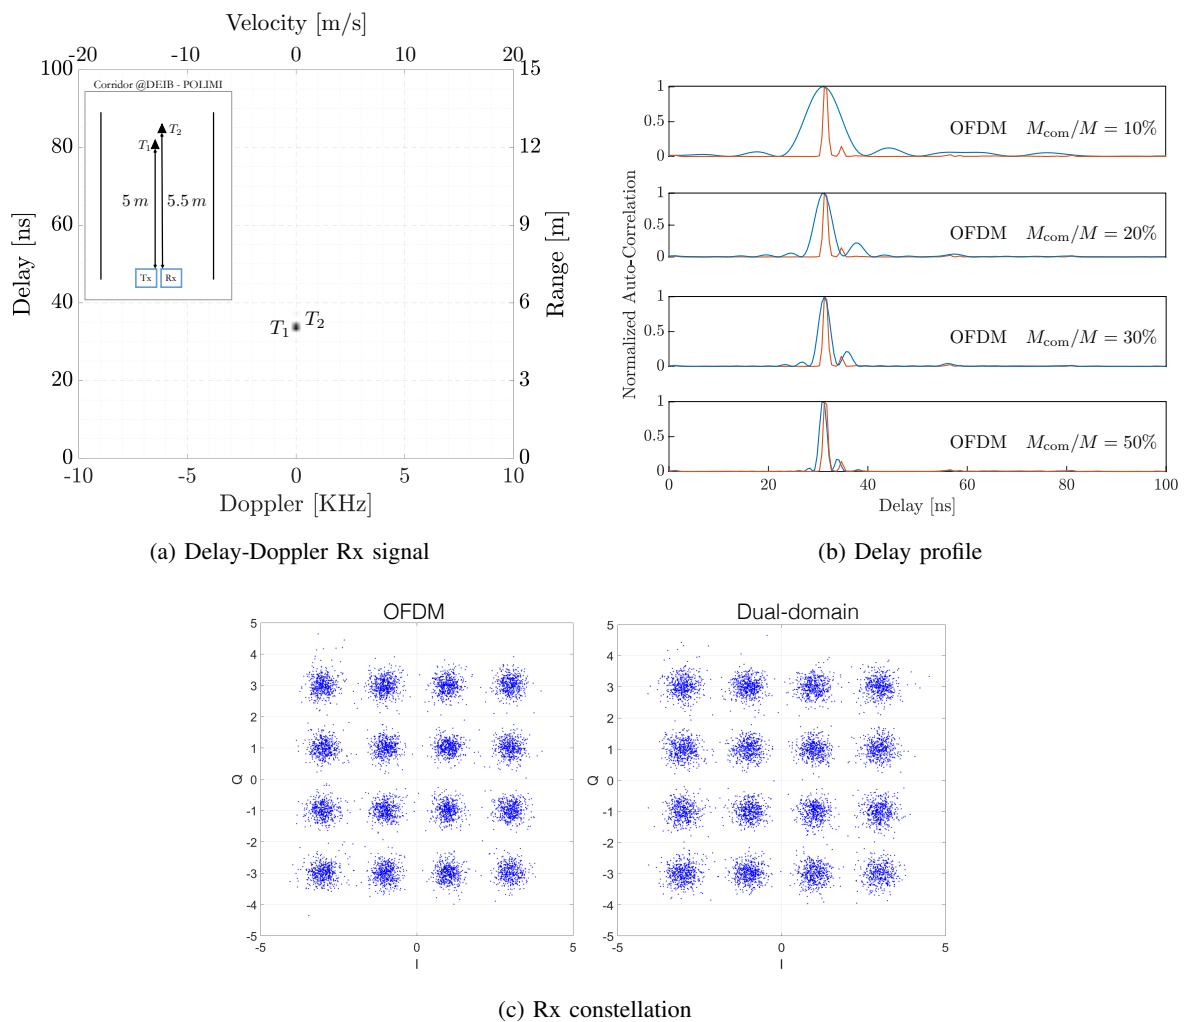 Velocity [m/s]
-20 -10 0 10 20
100 15
Corridor @DEIB - POLIMI
T2
T1
5 m 5.5 m
Tx Rx
80 12
60 9
40 6
20 3
0 0
T1 T2
Delay [ns]
Range [m]
-10 -5 0 5 10
Doppler [KHz]
(a) Delay-Doppler Rx signal
1
0.5
0
OFDM Mcom/M = 10%
1
0.5
0
OFDM Mcom/M = 20%
1
0.5
0
OFDM Mcom/M = 30%
1
0.5
0
OFDM Mcom/M = 50%
Normalized Auto-Correlation
0 20 40 60 80 100
Delay [ns]
(b) Delay profile
OFDM
5
4
3
2
1
0
-1
-2
-3
-4
-5
Q
-5 0 5
I
Dual-domain
5
4
3
2
1
0
-1
-2
-3
-4
-5
Q
-5 0 5
I
(c) Rx constellation